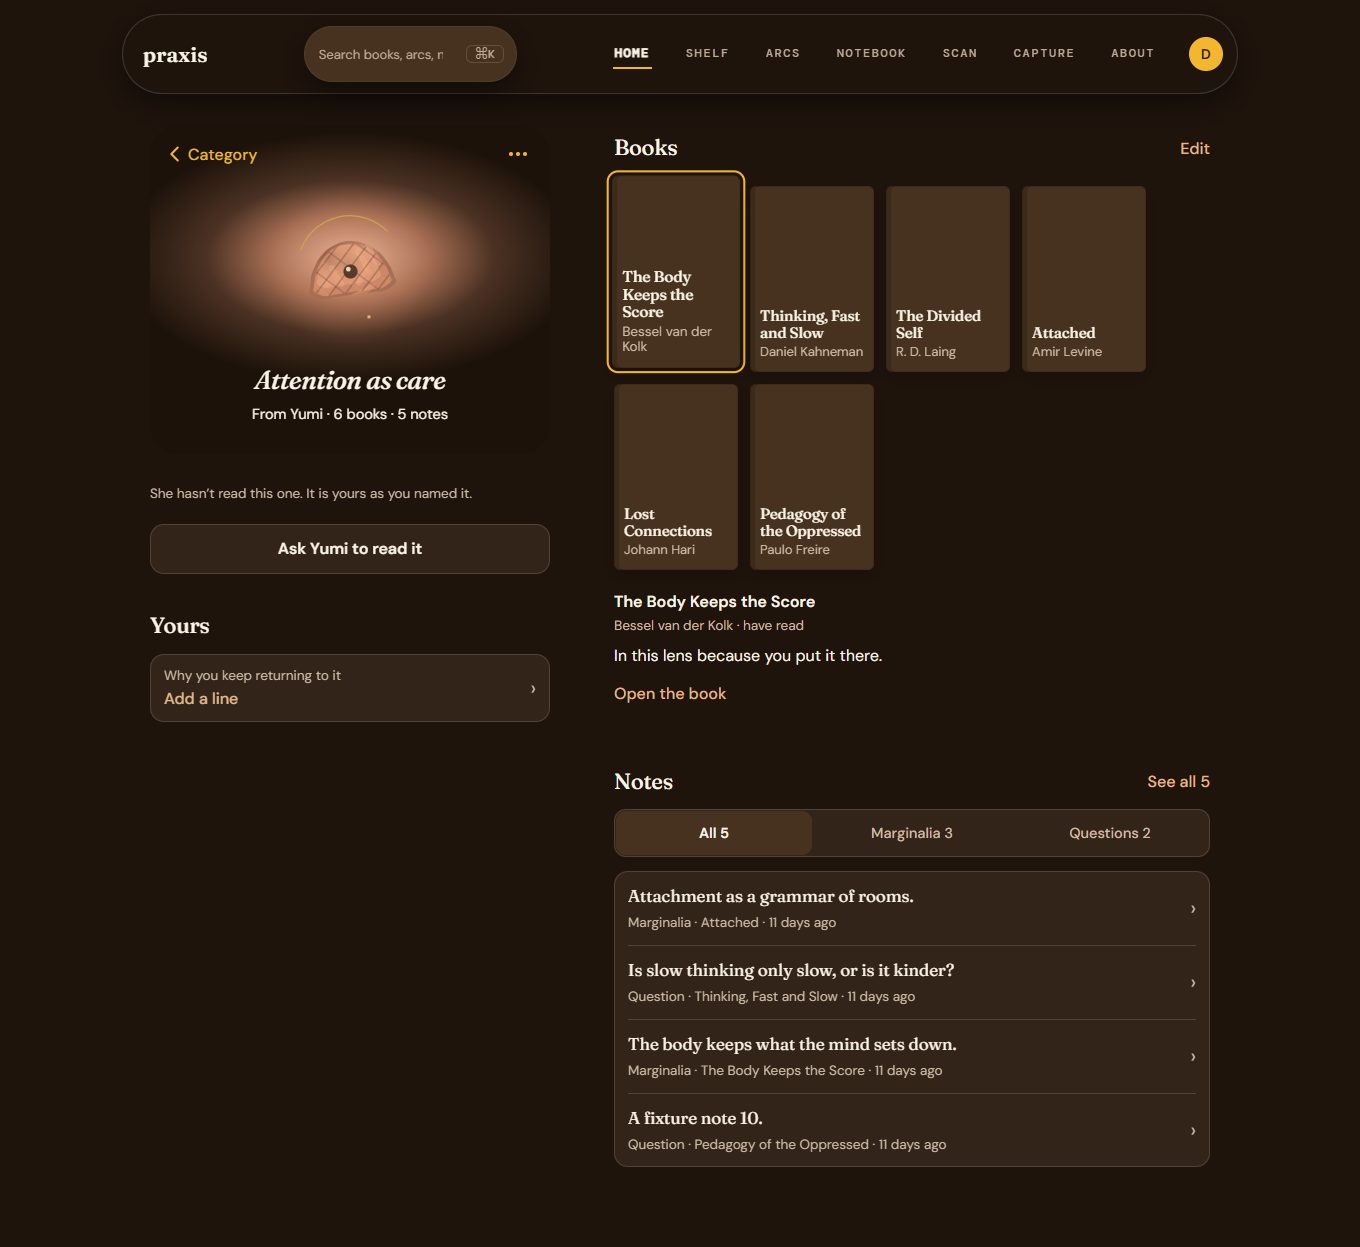 praxis
Search books, arcs, r
⌘K
HOME
SHELF
ARCS
NOTEBOOK
SCAN
CAPTURE
ABOUT
D
Category
Attention as care
From Yumi · 6 books · 5 notes
She hasn’t read this one. It is yours as you named it.
Ask Yumi to read it
Yours
Why you keep returning to it
Add a line
Books
Edit
The Body
Keeps the
Score
Bessel van der
Kolk
Thinking, Fast
and Slow
Daniel Kahneman
The Divided
Self
R. D. Laing
Attached
Amir Levine
Lost
Connections
Johann Hari
Pedagogy of
the Oppressed
Paulo Freire
The Body Keeps the Score
Bessel van der Kolk · have read
In this lens because you put it there.
Open the book
Notes
See all 5
All 5
Marginalia 3
Questions 2
Attachment as a grammar of rooms.
Marginalia · Attached · 11 days ago
Is slow thinking only slow, or is it kinder?
Question · Thinking, Fast and Slow · 11 days ago
The body keeps what the mind sets down.
Marginalia · The Body Keeps the Score · 11 days ago
A fixture note 10.
Question · Pedagogy of the Oppressed · 11 days ago